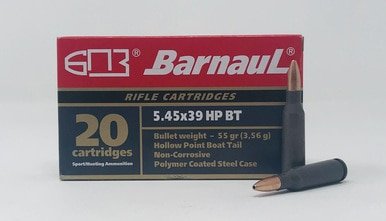 БПЗ® BarnauL®
RIFLE CARTRIDGES
20
cartridges
Sport/Hunting Ammunition
5.45x39 HP BT
Bullet weight - 55 gr (3,56 g)
Hollow Point Boat Tail
Non-Corrosive
Polymer Coated Steel Case